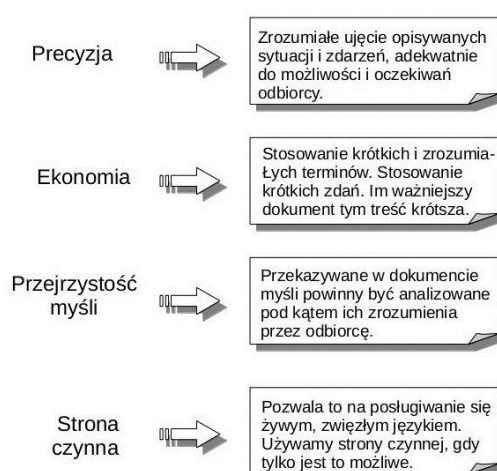 Precyzja
Zrozumiałe ujęcie opisywanych
sytuacji i zdarzeń, adekwatnie
do możliwości i oczekiwań
odbiorcy.
Ekonomia
Stosowanie krótkich i zrozumia-
Łych terminów. Stosowanie
krótkich zdań. Im ważniejszy
dokument tym treść krótsza.
Przejrzystość
myśli
Przekazywane w dokumencie
myśli powinny być analizowane
pod kątem ich zrozumienia
przez odbiorcę.
Strona
czynna
Pozwala to na posługiwanie się
żywym, zwięzłym językiem.
Używamy strony czynnej, gdy
tylko jest to możliwe.